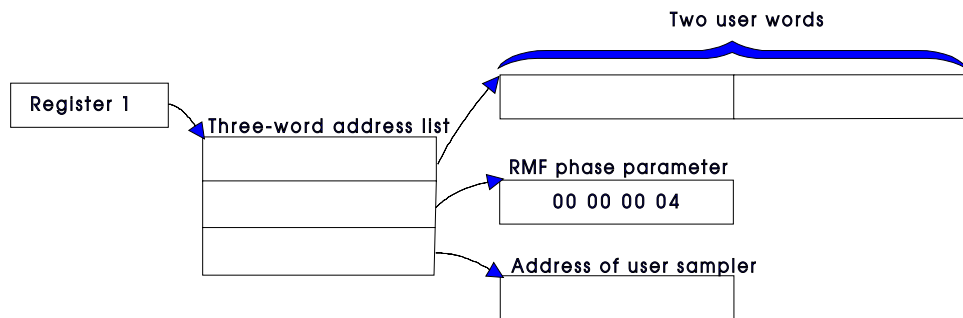 Two user words
Register 1
Three-word address list
RMF phase parameter
00 00 00 04
Address of user sampler